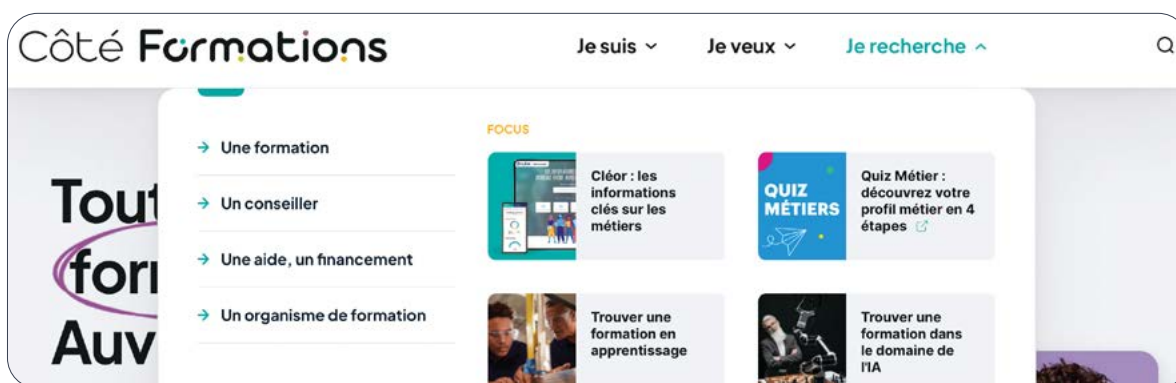 Côté Formations
Je suis
Je veux
Je recherche
Tout
for
Auv
Une formation
Un conseiller
Une aide, un financement
Un organisme de formation
FOCUS
Cléor : les
informations
clés sur les
métiers
QUIZ
MÉTIERS
Quiz Métier :
découvrez votre
profil métier en 4
étapes
Trouver une
formation en
apprentissage
Trouver une
formation dans
le domaine de
l'IA